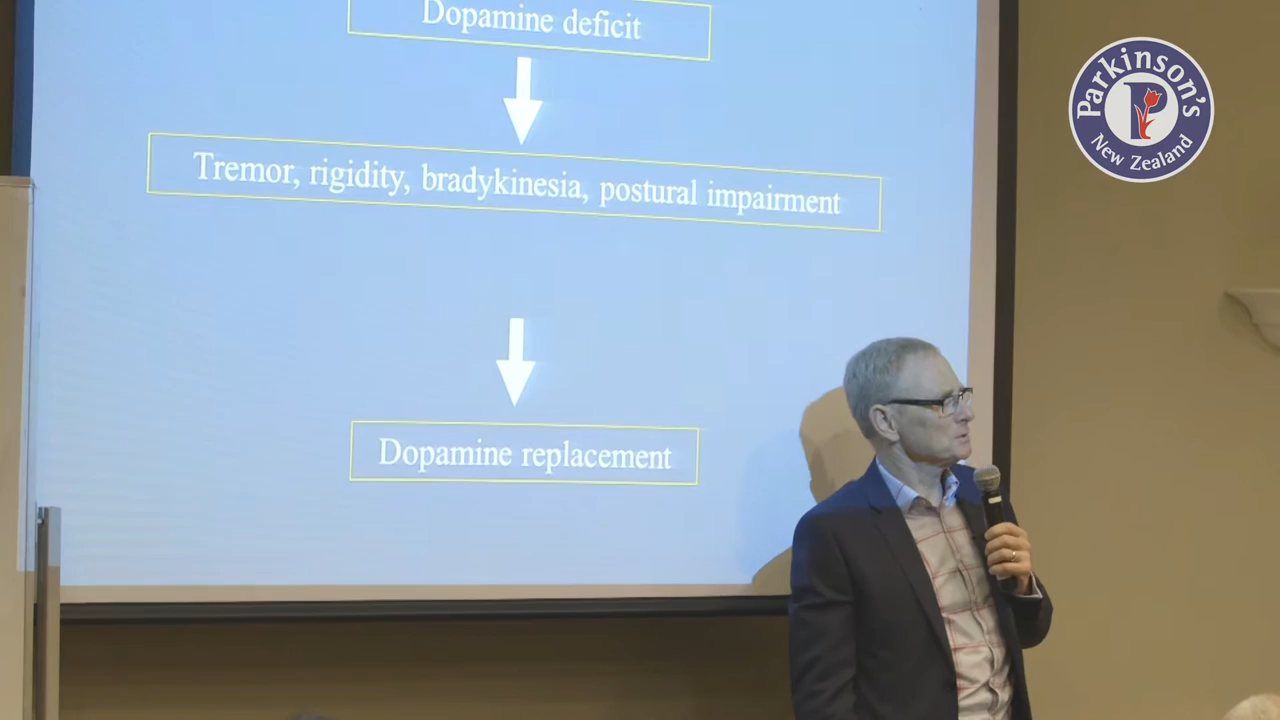 Dopamine deficit
Tremor, rigidity, bradykinesia, postural impairment
Dopamine replacement
Parkinson's
New Zealand